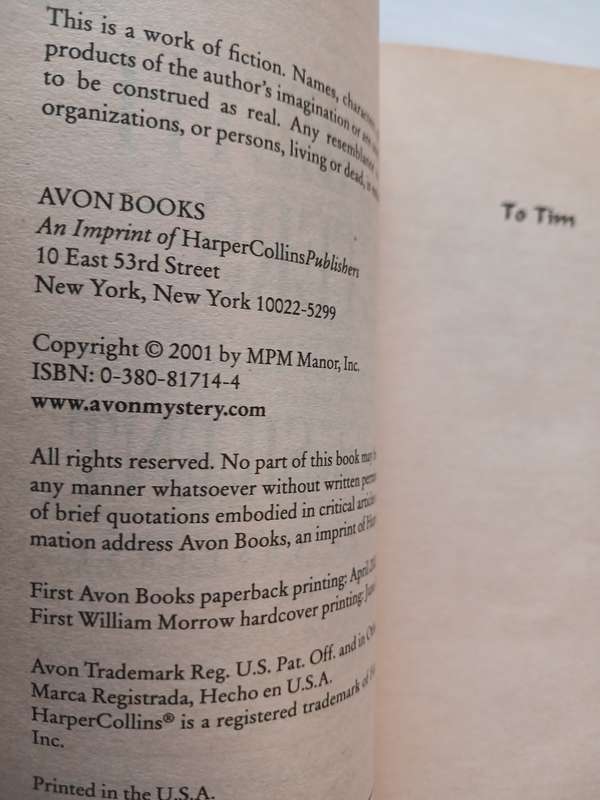 This is a work of fiction. Names, characters,
products of the author's imagination or are
to be construed as real. Any resemblance
organizations, or persons, living or dead, is
AVON BOOKS
An Imprint of HarperCollinsPublishers
10 East 53rd Street
New York, New York 10022-5299
Copyright © 2001 by MPM Manor, Inc.
ISBN: 0-380-81714-4
www.avonmystery.com
All rights reserved. No part of this book may
any manner whatsoever without written
of brief quotations embodied in critical
mation address Avon Books, an imprint of
First Avon Books paperback printing: April
First William Morrow hardcover printing:
Avon Trademark Reg. U.S. Pat. Off. and in
Marca Registrada, Hecho en U.S.A.
HarperCollins® is a registered trademark of
Inc.
Printed in the U.S.A.
To Tim